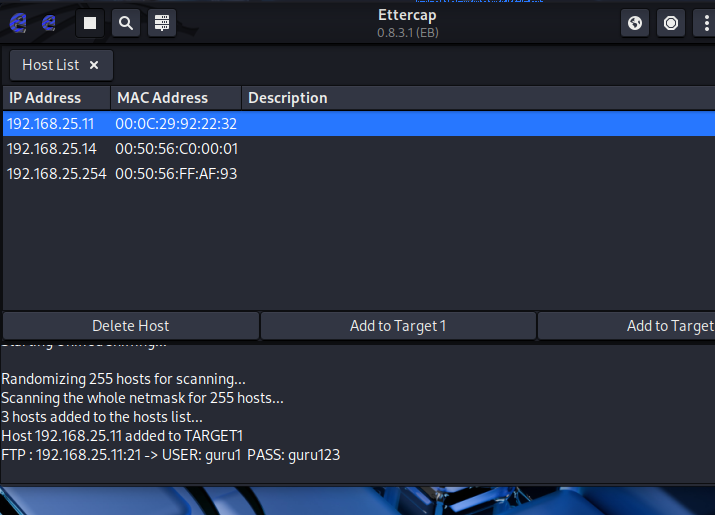 Ettercap
0.8.3.1 (EB)
Host List ×
IP Address MAC Address Description
192.168.25.11 00:0C:29:92:22:32
192.168.25.14 00:50:56:C0:00:01
192.168.25.254 00:50:56:FF:AF:93
Delete Host Add to Target 1 Add to Target
Randomizing 255 hosts for scanning...
Scanning the whole netmask for 255 hosts...
3 hosts added to the hosts list...
Host 192.168.25.11 added to TARGET1
FTP : 192.168.25.11:21 -> USER: guru1 PASS: guru123